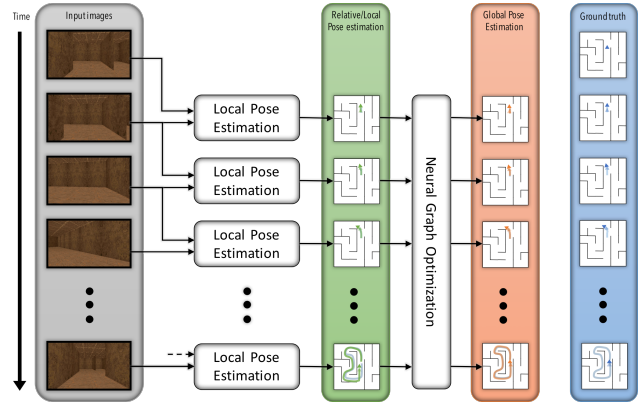 Time
Input images
Relative/Local
Pose estimation
Global Pose
Estimation
Ground truth
Local Pose
Estimation
Local Pose
Estimation
Local Pose
Estimation
Local Pose
Estimation
Neural Graph Optimization